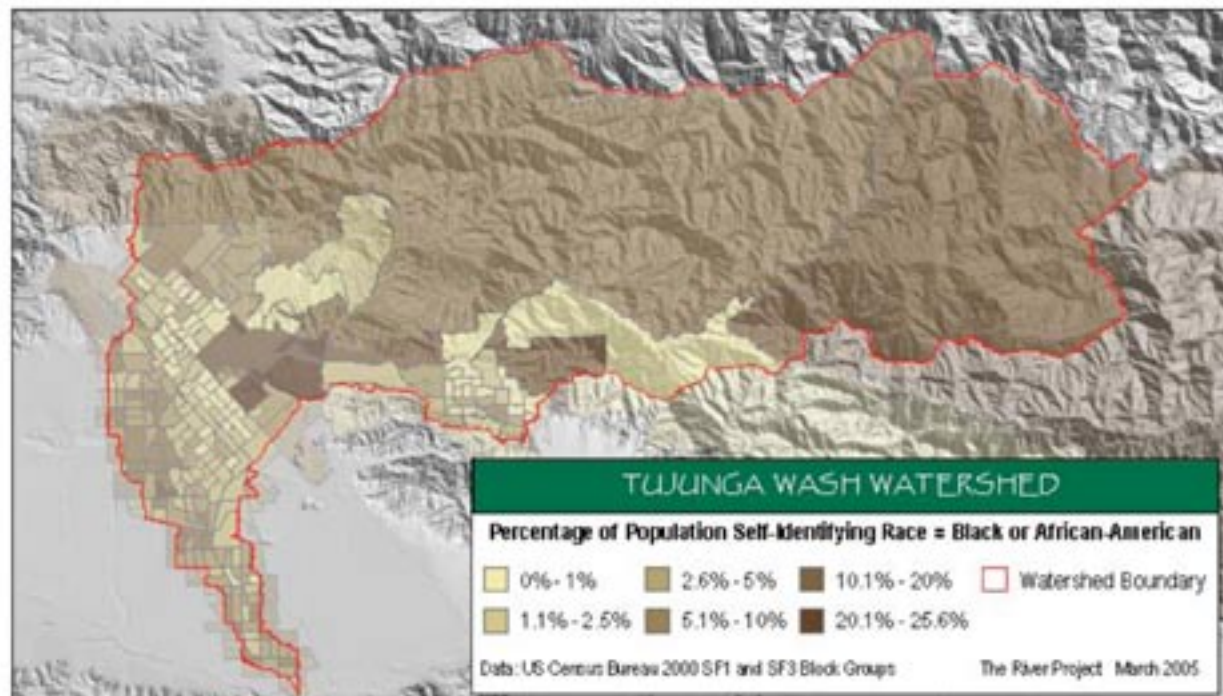 TUJUNGA WASH WATERSHED
Percentage of Population Self-Identifying Race = Black or African-American
0% - 1% 2.6% - 5% 10.1% - 20% Watershed Boundary
1.1% - 2.5% 5.1% - 10% 20.1% - 25.6%
Data: US Census Bureau 2000 SF1 and SF3 Block Groups The River Project March 2005